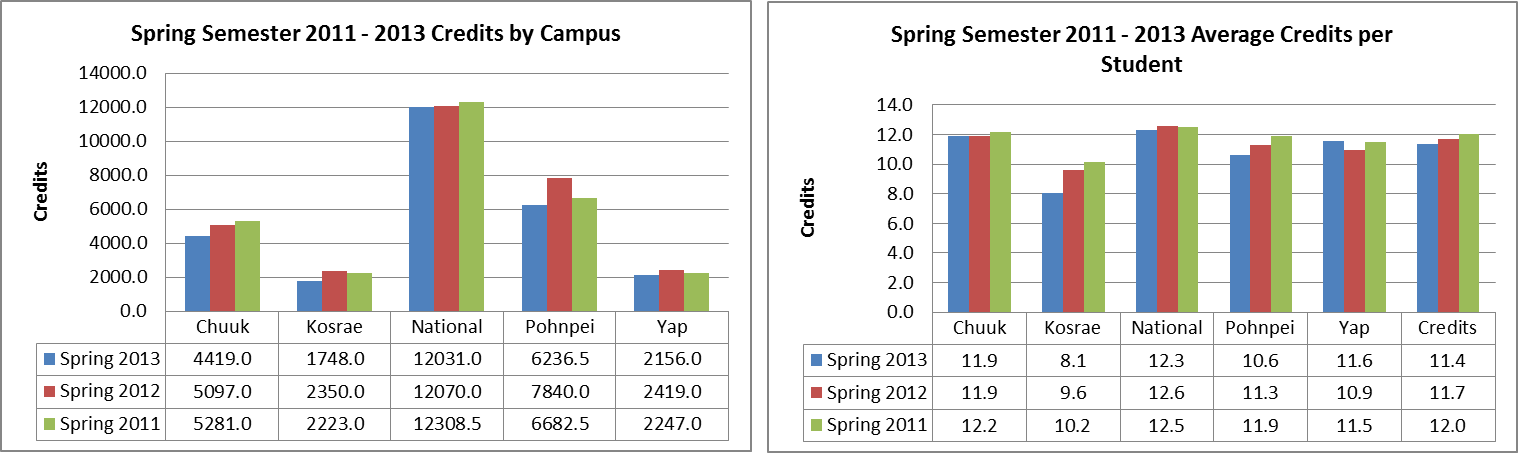 Spring Semester 2011 - 2013 Credits by Campus
Credits
14000.0
12000.0
10000.0
8000.0
6000.0
4000.0
2000.0
0.0
Chuuk Kosrae National Pohnpei Yap
Spring 2013 4419.0 1748.0 12031.0 6236.5 2156.0
Spring 2012 5097.0 2350.0 12070.0 7840.0 2419.0
Spring 2011 5281.0 2223.0 12308.5 6682.5 2247.0
Spring Semester 2011 - 2013 Average Credits per
Student
Credits
14.0
12.0
10.0
8.0
6.0
4.0
2.0
0.0
Chuuk Kosrae National Pohnpei Yap Credits
Spring 2013 11.9 8.1 12.3 10.6 11.6 11.4
Spring 2012 11.9 9.6 12.6 11.3 10.9 11.7
Spring 2011 12.2 10.2 12.5 11.9 11.5 12.0